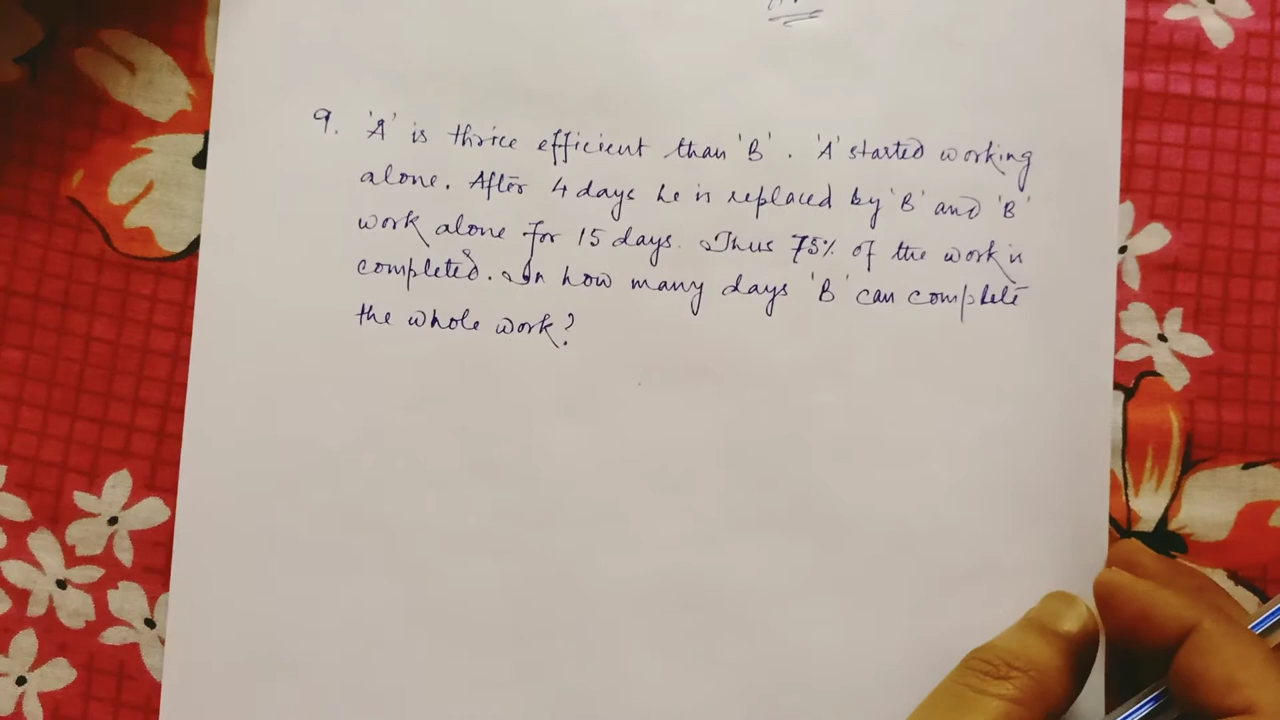 9. 'A' is thrice efficient than 'B'. 'A' started working
alone. After 4 days he is replaced by 'B' and 'B'
work alone for 15 days. Thus 75% of the work is
completed. In how many days 'B' can complete
the whole work?